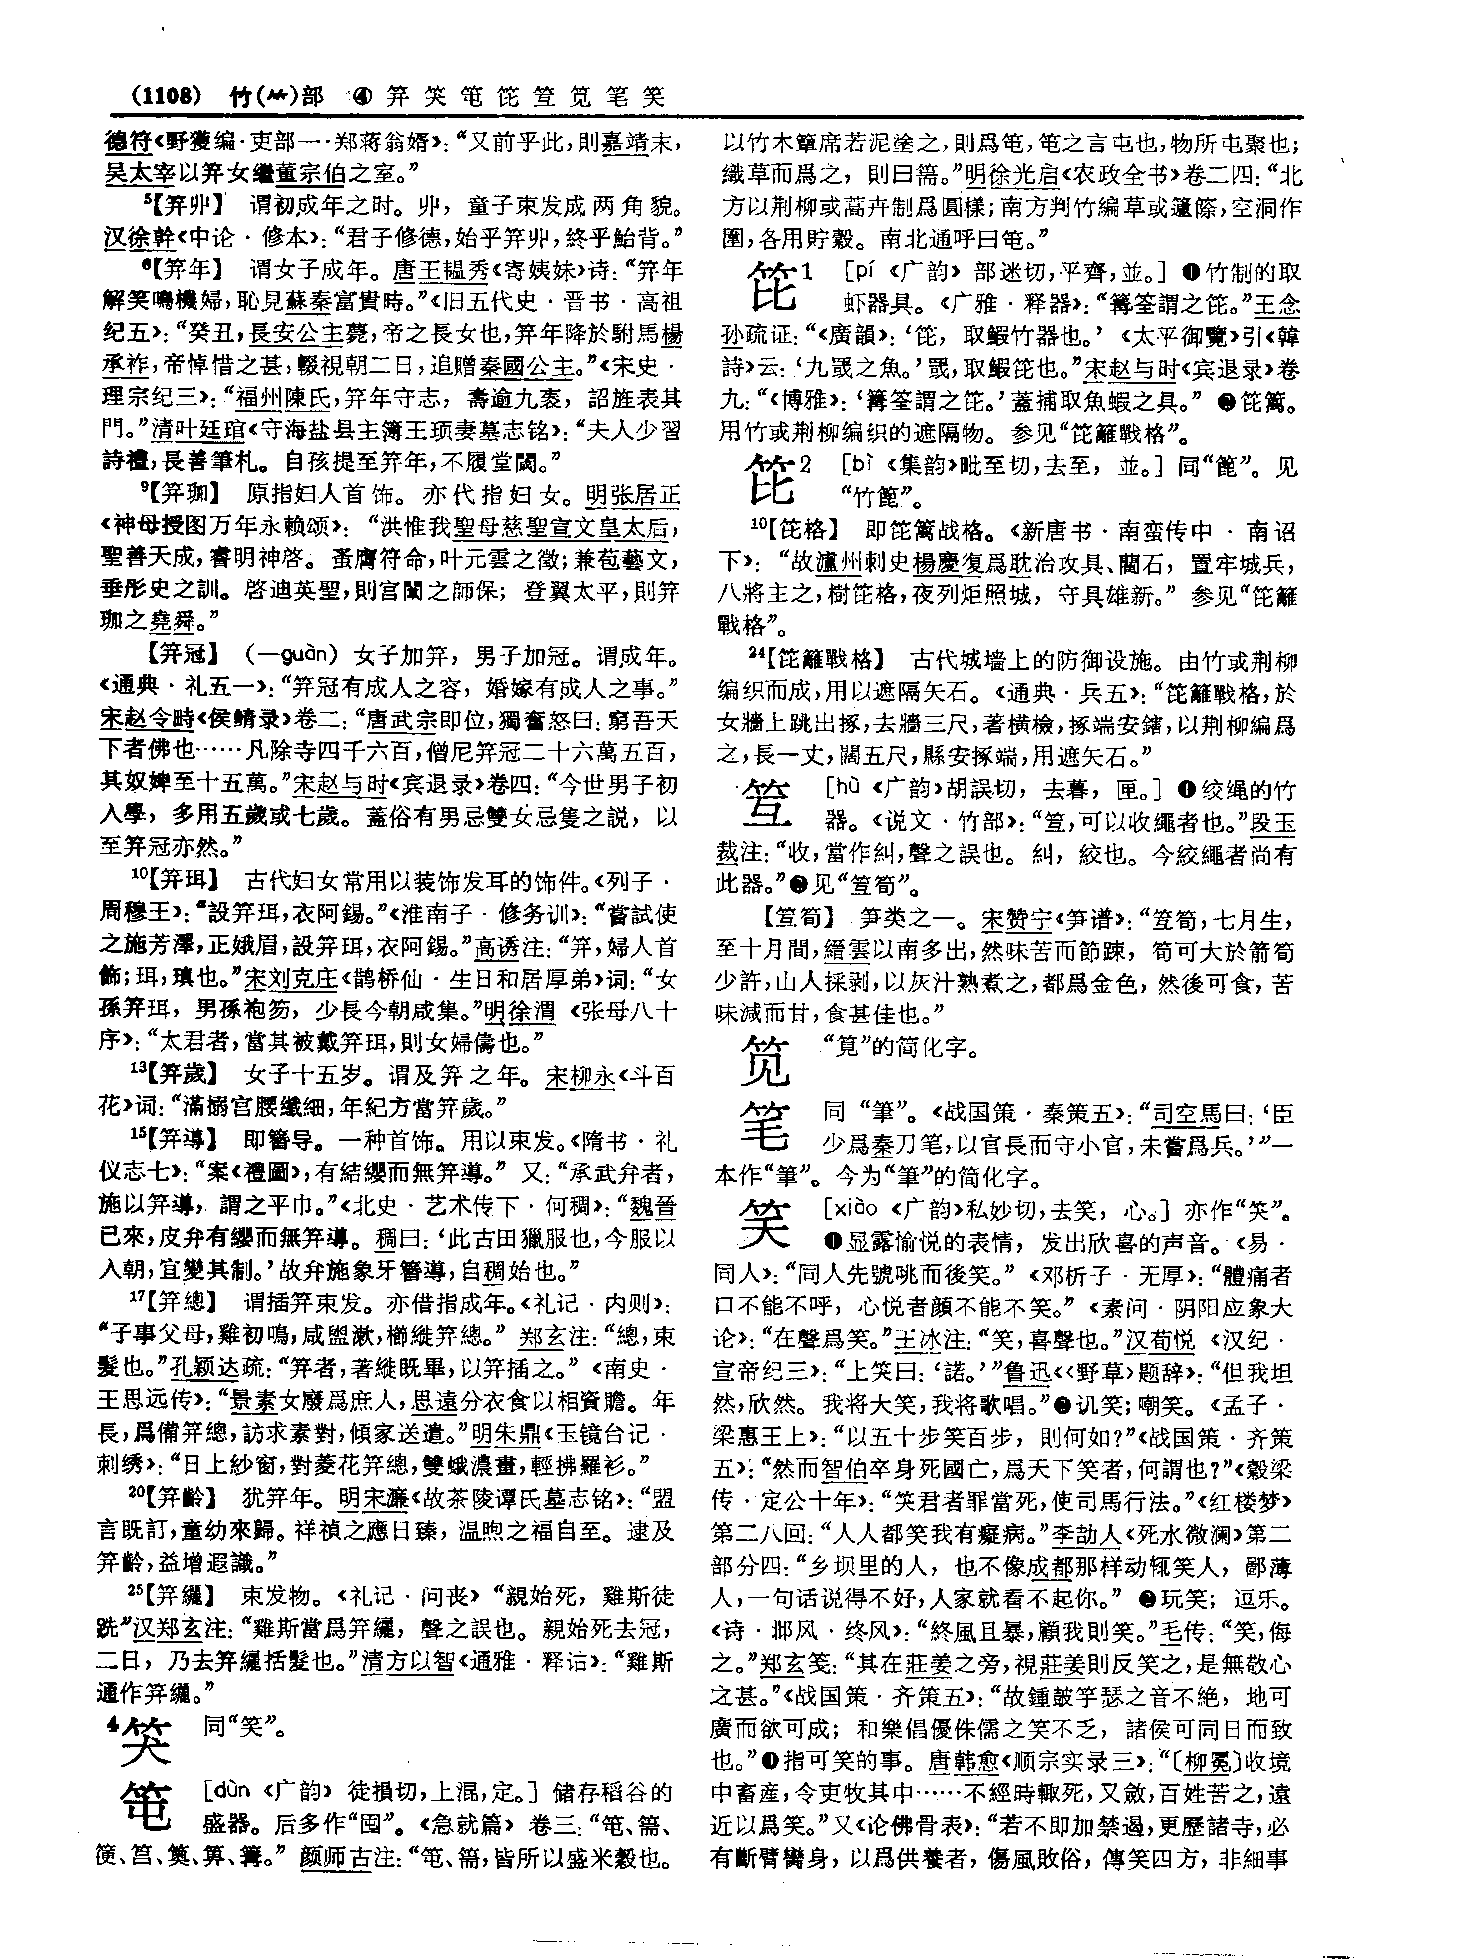 (1108) 竹(⺮)部 ④ 笄 笑 笔 笓 笪 笕 笔 笑
德符《野獲编·吏部一·郑蒋翁婿》：“又前乎此，則嘉靖末，
吴太宰以笄女繼董宗伯之室。”
5【笄丱】 谓初成年之时。丱，童子束发成两角貌。
汉徐幹《中论·修本》：“君子修德，始乎笄丱，終乎鮐背。”
6【笄年】 谓女子成年。唐王韫秀《寄姨妹》诗：“笄年
解笑鳴機婦，恥見蘇秦富貴時。”《旧五代史·晋书·高祖
纪五》：“癸丑，長安公主薨，帝之長女也，笄年降於駙馬楊
承祚，帝悼惜之甚，輟視朝二日，追贈秦國公主。”《宋史·
理宗纪三》：“福州陳氏，笄年守志，壽逾九袠，詔旌表其
門。”清叶廷琯《守海盐县主簿王顼妻墓志铭》：“夫人少習
詩禮，長善筆札。自孩提至笄年，不履堂閾。”
9【笄珈】 原指妇人首饰。亦代指妇女。明张居正
《神母授图万年永赖颂》：“洪惟我聖母慈聖宣文皇太后，
聖善天成，睿明神啓。蚤膺符命，叶元雲之徵；兼苞藝文，
垂彤史之訓。啓迪英聖，則宫闈之師保；登翼太平，則笄
珈之堯舜。”
【笄冠】 （—guàn）女子加笄，男子加冠。谓成年。
《通典·礼五一》：“笄冠有成人之容，婚嫁有成人之事。”
宋赵令畤《侯鲭录》卷二：“唐武宗即位，獨奮怒曰：窮吾天
下者佛也……凡除寺四千六百，僧尼笄冠二十六萬五百，
其奴婢至十五萬。”宋赵与时《宾退录》卷四：“今世男子初
入學，多用五歲或七歲。蓋俗有男忌雙女忌隻之説，以
至笄冠亦然。”
10【笄珥】 古代妇女常用以装饰发耳的饰件。《列子·
周穆王》：“設笄珥，衣阿錫。”《淮南子·修务训》：“嘗試使
之施芳澤，正娥眉，設笄珥，衣阿錫。”高诱注：“笄，婦人首
飾；珥，瑱也。”宋刘克庄《鹊桥仙·生日和居厚弟》词：“女
孫笄珥，男孫袍笏，少長今朝咸集。”明徐渭《张母八十
序》：“太君者，當其被戴笄珥，則女婦儔也。”
13【笄歲】 女子十五岁。谓及笄之年。宋柳永《斗百
花》词：“滿搦宫腰纖細，年紀方當笄歲。”
15【笄導】 即簪导。一种首饰。用以束发。《隋书·礼
仪志七》：“案《禮圖》，有結纓而無笄導。”又：“承武弁者，
施以笄導，謂之平巾。”《北史·艺术传下·何稠》：“魏晉
已來，皮弁有纓而無笄導。稠曰：‘此古田獵服也，今服以
入朝，宜變其制。’故弁施象牙簪導，自稠始也。”
17【笄總】 谓插笄束发。亦借指成年。《礼记·内则》：
“子事父母，雞初鳴，咸盥漱，櫛縰笄總。”郑玄注：“總，束
髮也。”孔颖达疏：“笄者，著縰既畢，以笄插之。”《南史·
王思远传》：“景素女廢爲庶人，思遠分衣食以相資贍。年
長，爲備笄總，訪求素對，傾家送遣。”明朱鼎《玉镜台记·
刺绣》：“日上紗窗，對菱花笄總，雙蛾濃畫，輕拂羅衫。”
20【笄齡】 犹笄年。明宋濂《故茶陵谭氏墓志铭》：“盟
言既訂，童幼來歸。祥禎之應日臻，温煦之福自至。逮及
笄齡，益增遐識。”
25【笄纚】 束发物。《礼记·问丧》“親始死，雞斯徒
跣”汉郑玄注：“雞斯當爲笄纚，聲之誤也。親始死去冠，
二日，乃去笄纚括髮也。”清方以智《通雅·释诂》：“雞斯
通作笄纚。”
4 笑 同“笑”。
笔 [dùn《广韵》徒損切，上混，定。]储存稻谷的
盛器。后多作“囤”。《急就篇》卷三：“笔、篅、
篋、筥、䉛、箅、篝。”颜师古注：“笔、篅，皆所以盛米穀也。
以竹木簟席若泥塗之，則爲笔，笔之言屯也，物所屯聚也；
織草而爲之，則曰篅。”明徐光启《农政全书》卷二四：“北
方以荆柳或蒿卉制爲圓樣；南方判竹編草或籧篨，空洞作
圍，各用貯穀。南北通呼曰笔。”
笓1 [pí《广韵》部迷切，平齊，並。]❶竹制的取
虾器具。《广雅·释器》：“篝筌謂之笓。”王念
孙疏证：“《廣韻》：‘笓，取鰕竹器也。’《太平御覽》引《韓
詩》云：‘九罭之魚。’罭，取鰕笓也。”宋赵与时《宾退录》卷
九：“《博雅》：‘篝筌謂之笓。’蓋捕取魚蝦之具。”❷笓篱。
用竹或荆柳编织的遮隔物。参见“笓籬戰格”。
笓2 [bì《集韵》毗至切，去至，並。]同“篦”。见
“竹篦”。
10【笓格】 即笓篱战格。《新唐书·南蛮传中·南诏
下》：“故瀘州刺史楊慶復爲耽治攻具、藺石，置牢城兵，
八將主之，樹笓格，夜列炬照城，守具雄新。”参见“笓籬
戰格”。
24【笓籬戰格】 古代城墙上的防御设施。由竹或荆柳
编织而成，用以遮隔矢石。《通典·兵五》：“笓籬戰格，於
女牆上跳出椓，去牆三尺，著横檢，椓端安鎋，以荆柳編爲
之，長一丈，闊五尺，縣安椓端，用遮矢石。”
笡 [hù《广韵》胡誤切，去暮，匣。]❶绞绳的竹
器。《说文·竹部》：“笡，可以收繩者也。”段玉
裁注：“收，當作糾，聲之誤也。糾，絞也。今絞繩者尚有
此器。”❷见“笡筍”。
【笡筍】 笋类之一。宋赞宁《笋谱》：“笡筍，七月生，
至十月間，縉雲以南多出，然味苦而節踈，筍可大於箭筍
少許，山人採剥，以灰汁熟煮之，都爲金色，然後可食，苦
味減而甘，食甚佳也。”
笕 “筧”的简化字。
笔 同“筆”。《战国策·秦策五》：“司空馬曰：‘臣
少爲秦刀笔，以官長而守小官，未嘗爲兵。’”一
本作“筆”。今为“筆”的简化字。
笑 [xiào《广韵》私妙切，去笑，心。]亦作“笑”。
❶显露愉悦的表情，发出欣喜的声音。《易·
同人》：“同人先號咷而後笑。”《邓析子·无厚》：“體痛者
口不能不呼，心悦者顔不能不笑。”《素问·阴阳应象大
论》：“在聲爲笑。”王冰注：“笑，喜聲也。”汉荀悦《汉纪·
宣帝纪三》：“上笑曰：‘諾。’”鲁迅《〈野草〉题辞》：“但我坦
然，欣然。我将大笑，我将歌唱。”❷讥笑；嘲笑。《孟子·
梁惠王上》：“以五十步笑百步，則何如？”《战国策·齐策
五》：“然而智伯卒身死國亡，爲天下笑者，何謂也？”《穀梁
传·定公十年》：“笑君者罪當死，使司馬行法。”《红楼梦》
第二八回：“人人都笑我有癡病。”李劼人《死水微澜》第二
部分四：“乡坝里的人，也不像成都那样动辄笑人，鄙薄
人，一句话说得不好，人家就看不起你。”❸玩笑；逗乐。
《诗·邶风·终风》：“終風且暴，顧我則笑。”毛传：“笑，侮
之。”郑玄笺：“其在莊姜之旁，視莊姜則反笑之，是無敬心
之甚。”《战国策·齐策五》：“故鍾鼓竽瑟之音不絶，地可
廣而欲可成；和樂倡優侏儒之笑不乏，諸侯可同日而致
也。”❹指可笑的事。唐韩愈《顺宗实录三》：“〔柳冕〕收境
中畜産，令吏牧其中……不經時輒死，又斂，百姓苦之，遠
近以爲笑。”又《论佛骨表》：“若不即加禁遏，更歷諸寺，必
有斷臂臠身，以爲供養者，傷風敗俗，傳笑四方，非細事